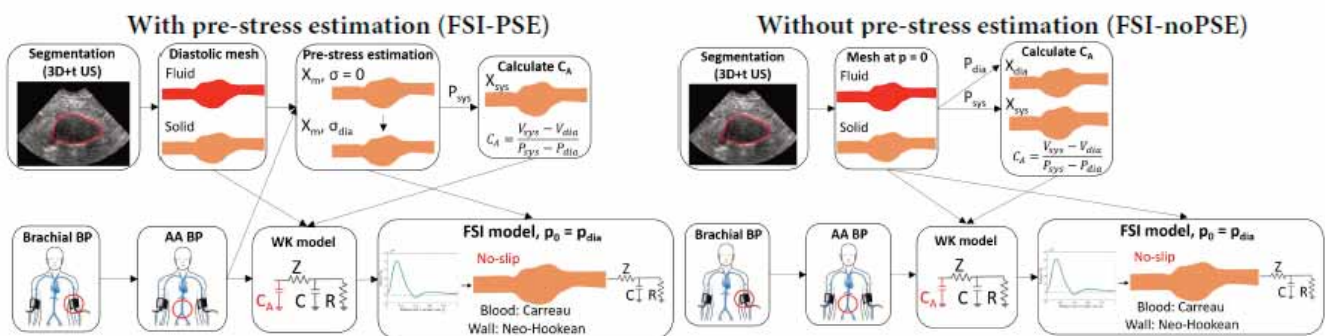 With pre-stress estimation (FSI-PSE)
Segmentation
(3D+t US)
Diastolic mesh
Fluid
Solid
Pre-stress estimation
Xm, σ = 0
Xm, σdia
Psys
Calculate CA
Xsys
CA = Vsys − Vdia / Psys − Pdia
Brachial BP
AA BP
WK model
Z
CA
C
R
FSI model, p0 = pdia
No-slip
Z
C
R
Blood: Carreau
Wall: Neo-Hookean
Without pre-stress estimation (FSI-noPSE)
Segmentation
(3D+t US)
Mesh at p = 0
Fluid
Solid
Pdia
Psys
Calculate CA
Xdia
Xsys
CA = Vsys − Vdia / Psys − Pdia
Brachial BP
AA BP
WK model
Z
CA
C
R
FSI model, p0 = pdia
No-slip
Z
C
R
Blood: Carreau
Wall: Neo-Hookean